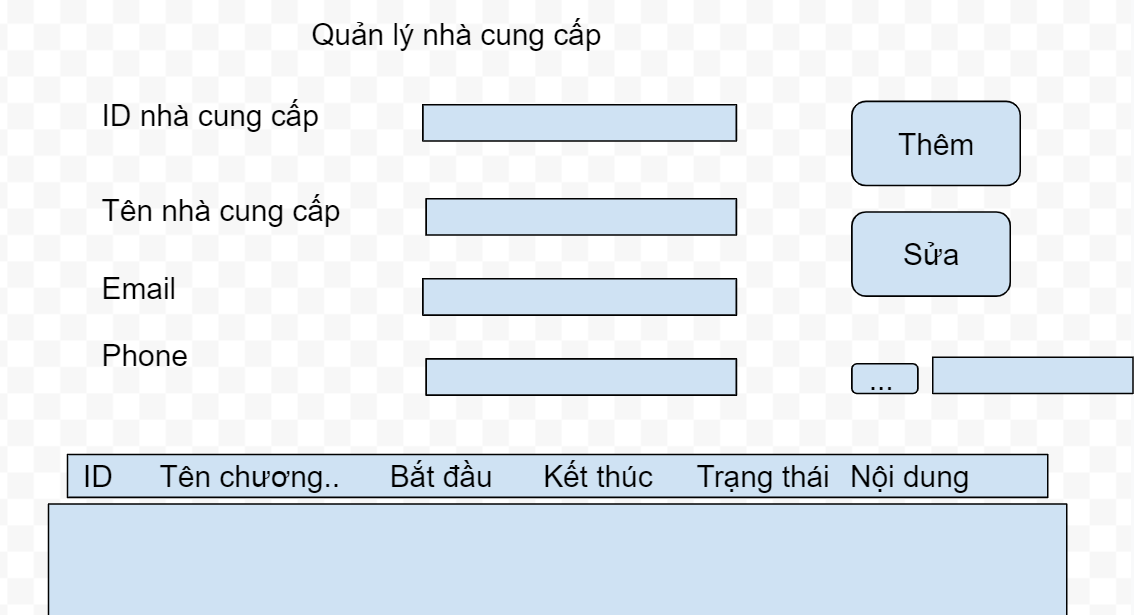 Quản lý nhà cung cấp
ID nhà cung cấp
Thêm
Tên nhà cung cấp
Sửa
Email
Phone
...
ID Tên chương.. Bắt đầu Kết thúc Trạng thái Nội dung